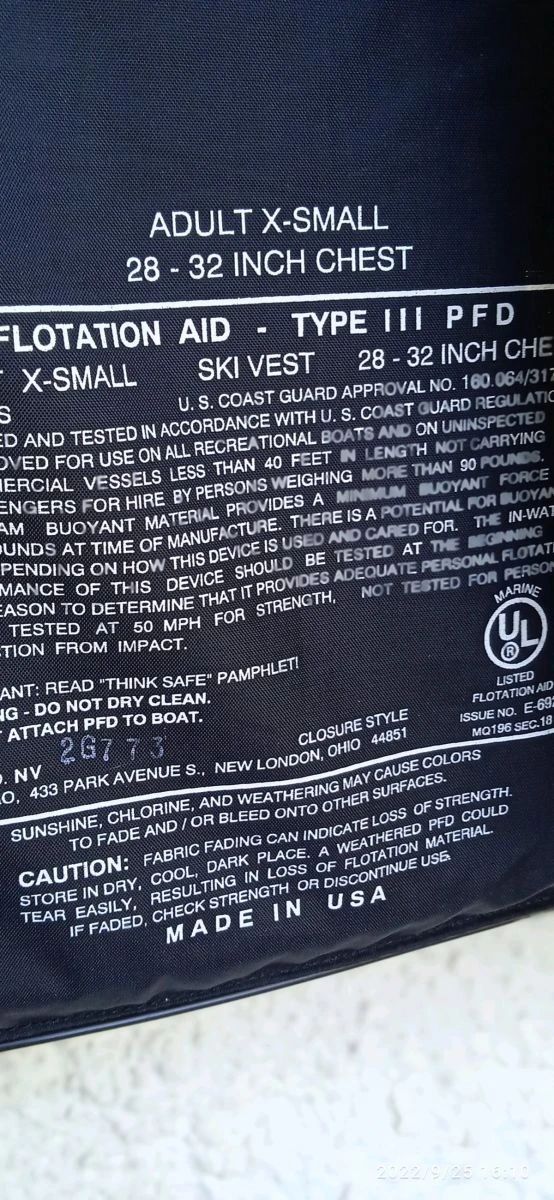 ADULT X-SMALL
28 - 32 INCH CHEST
FLOTATION AID - TYPE III PFD
T X-SMALL SKI VEST 28 - 32 INCH CHE
S U. S. COAST GUARD APPROVAL NO. 160.064/317
ED AND TESTED IN ACCORDANCE WITH U. S. COAST GUARD REGULATIO
OVED FOR USE ON ALL RECREATIONAL BOATS AND ON UNINSPECTED
MERCIAL VESSELS LESS THAN 40 FEET IN LENGTH NOT CARRYING
ENGERS FOR HIRE BY PERSONS WEIGHING MORE THAN 90 POUNDS.
AM BUOYANT MATERIAL PROVIDES A MINIMUM BUOYANT FORCE
OUNDS AT TIME OF MANUFACTURE. THERE IS A POTENTIAL FOR BUOYAN
PENDING ON HOW THIS DEVICE IS USED AND CARED FOR. THE IN-WAT
MANCE OF THIS DEVICE SHOULD BE TESTED AT THE BEGINNING
EASON TO DETERMINE THAT IT PROVIDES ADEQUATE PERSONAL FLOTAT
TESTED AT 50 MPH FOR STRENGTH, NOT TESTED FOR PERSON
TION FROM IMPACT.
MARINE
UL
®
LISTED
FLOTATION AID
ISSUE NO. E-692
MQ196 SEC.18
ANT: READ "THINK SAFE" PAMPHLET!
NG - DO NOT DRY CLEAN.
T ATTACH PFD TO BOAT.
O. NV 2G773 CLOSURE STYLE
O, 433 PARK AVENUE S., NEW LONDON, OHIO 44851
SUNSHINE, CHLORINE, AND WEATHERING MAY CAUSE COLORS
TO FADE AND / OR BLEED ONTO OTHER SURFACES.
CAUTION: FABRIC FADING CAN INDICATE LOSS OF STRENGTH.
STORE IN DRY, COOL, DARK PLACE. A WEATHERED PFD COULD
TEAR EASILY, RESULTING IN LOSS OF FLOTATION MATERIAL.
IF FADED, CHECK STRENGTH OR DISCONTINUE USE.
MADE IN USA
2022/9/25 16:10